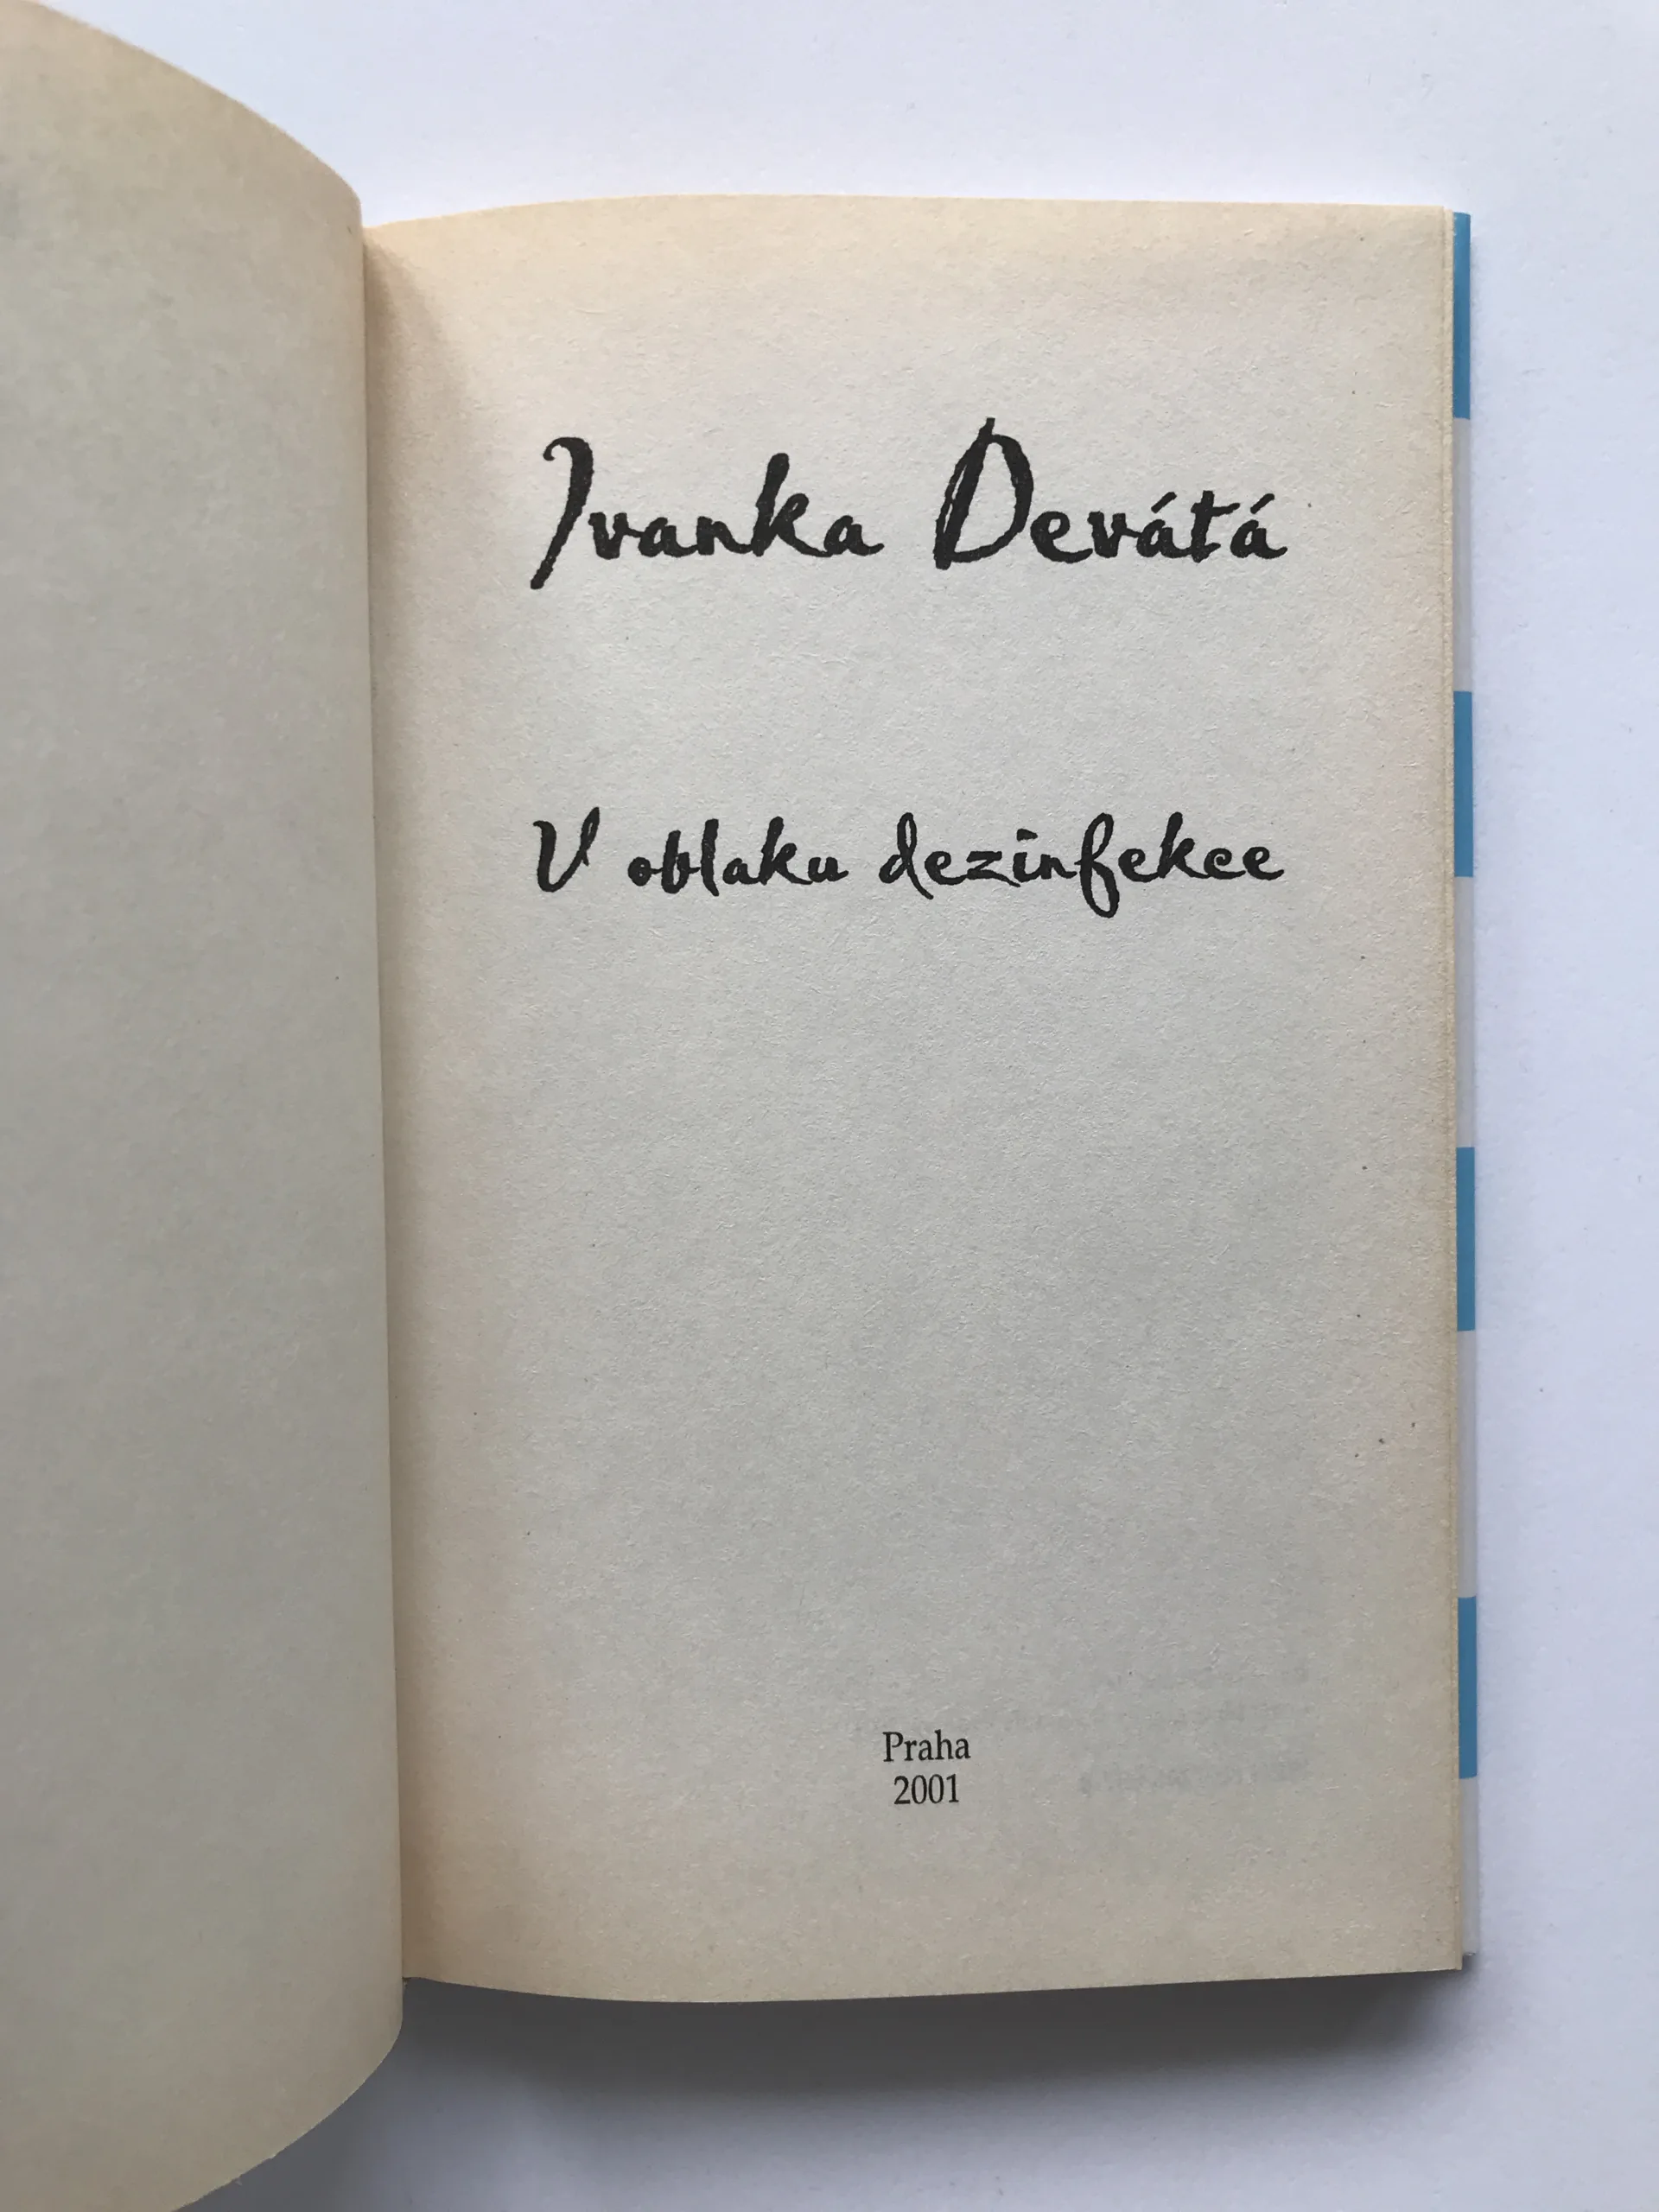 Ivanka Devátá
V oblaku dezinfekce
Praha
2001